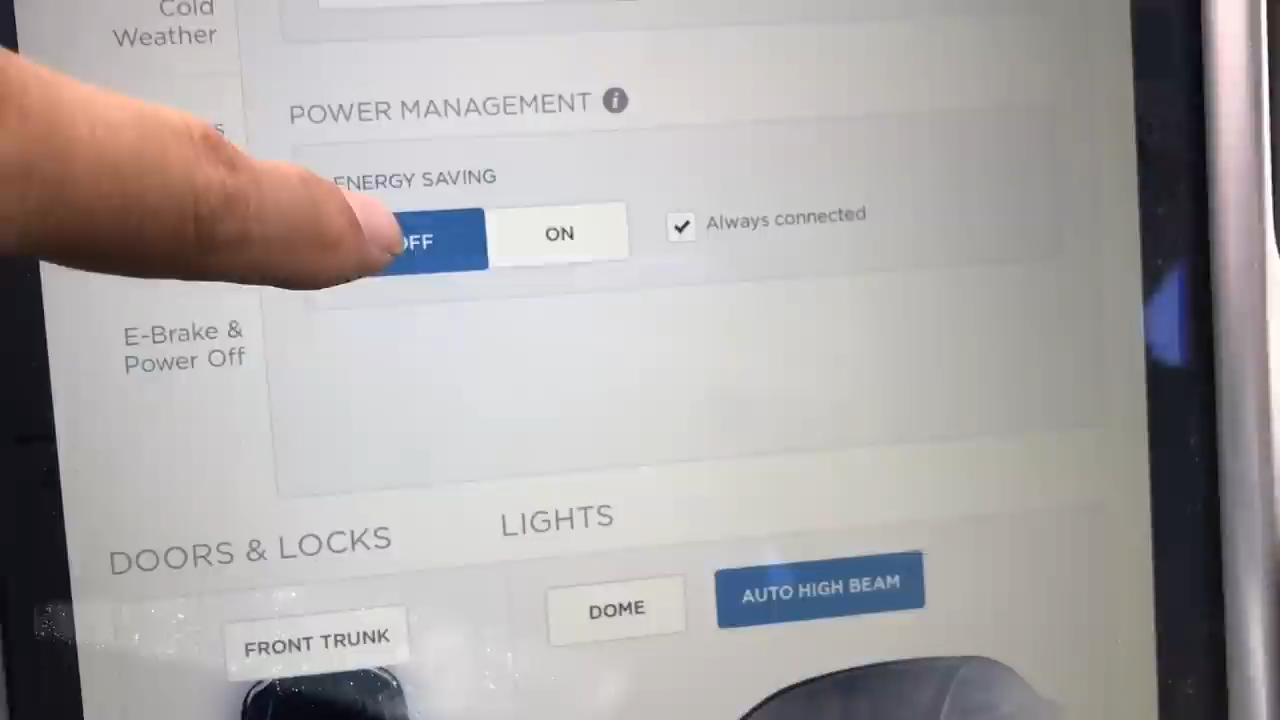 Cold
Weather
POWER MANAGEMENT
ENERGY SAVING
OFF
ON
Always connected
E-Brake &
Power Off
DOORS & LOCKS
LIGHTS
DOME
AUTO HIGH BEAM
FRONT TRUNK